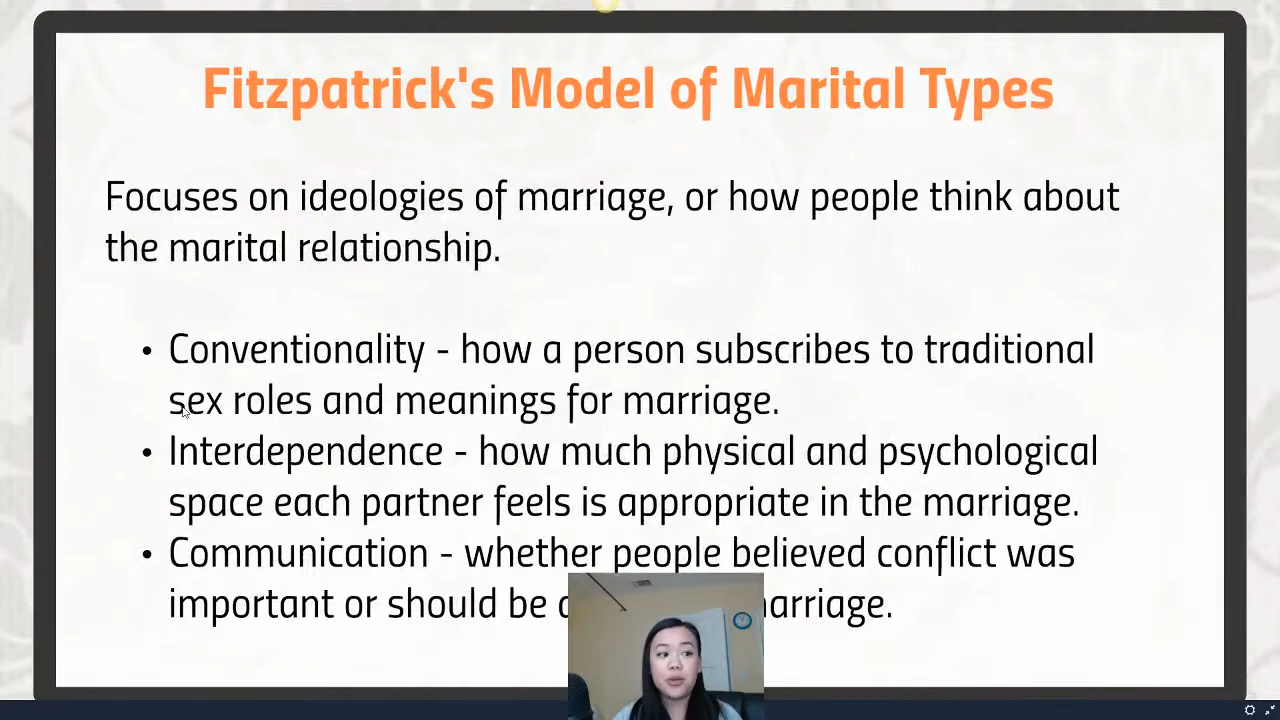 Fitzpatrick's Model of Marital Types
Focuses on ideologies of marriage, or how people think about
the marital relationship.
• Conventionality - how a person subscribes to traditional
sex roles and meanings for marriage.
• Interdependence - how much physical and psychological
space each partner feels is appropriate in the marriage.
• Communication - whether people believed conflict was
important or should be